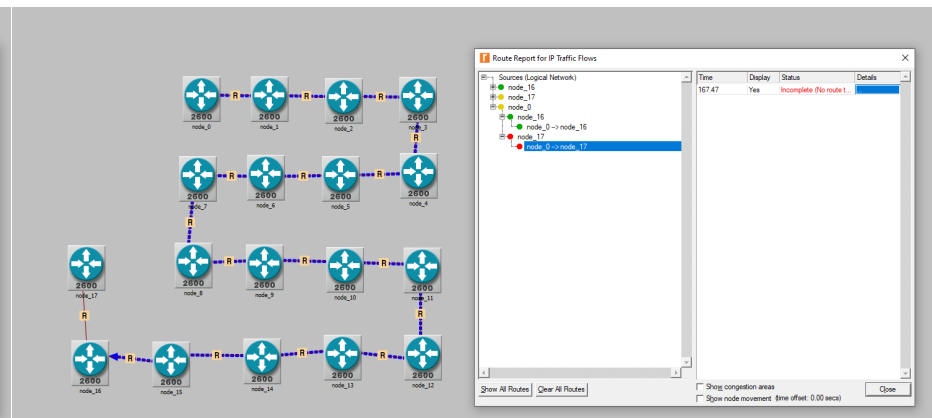 Route Report for IP Traffic Flows
Sources (Logical Network)
node_16
node_17
node_0
node_16
node_0 --> node_16
node_17
node_0 --> node_17
Time Display Status Details
167.47 Yes Incomplete (No route t... ...
Show All Routes
Clear All Routes
Show congestion areas
Show node movement (time offset: 0.00 secs)
Close
2600 R 2600 R 2600 R 2600
node_0 node_1 node_2 node_3
R
2600 R 2600 R 2600 R 2600
node_7 node_6 node_5 node_4
R
2600 2600 R 2600 R 2600 2600
node_17 node_8 node_9 node_10 node_11
R R
2600 R 2600 R 2600 R 2600 R 2600
node_16 node_15 node_14 node_13 node_12